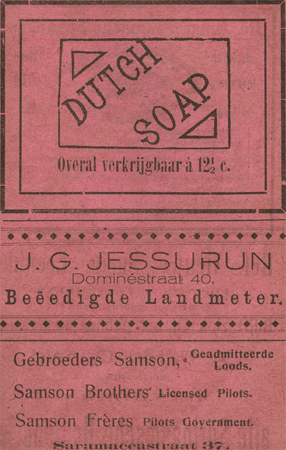 DUTCH
SOAP
Overal verkrijgbaar à 12½ c.
J. G. JESSURUN
Dominéstraat 40.
Beëedigde Landmeter.
Gebroeders Samson, Geadmitteerde Loods.
Samson Brothers' Licensed Pilots.
Samson Frères Pilots Government.
Saramaccastraat 37.